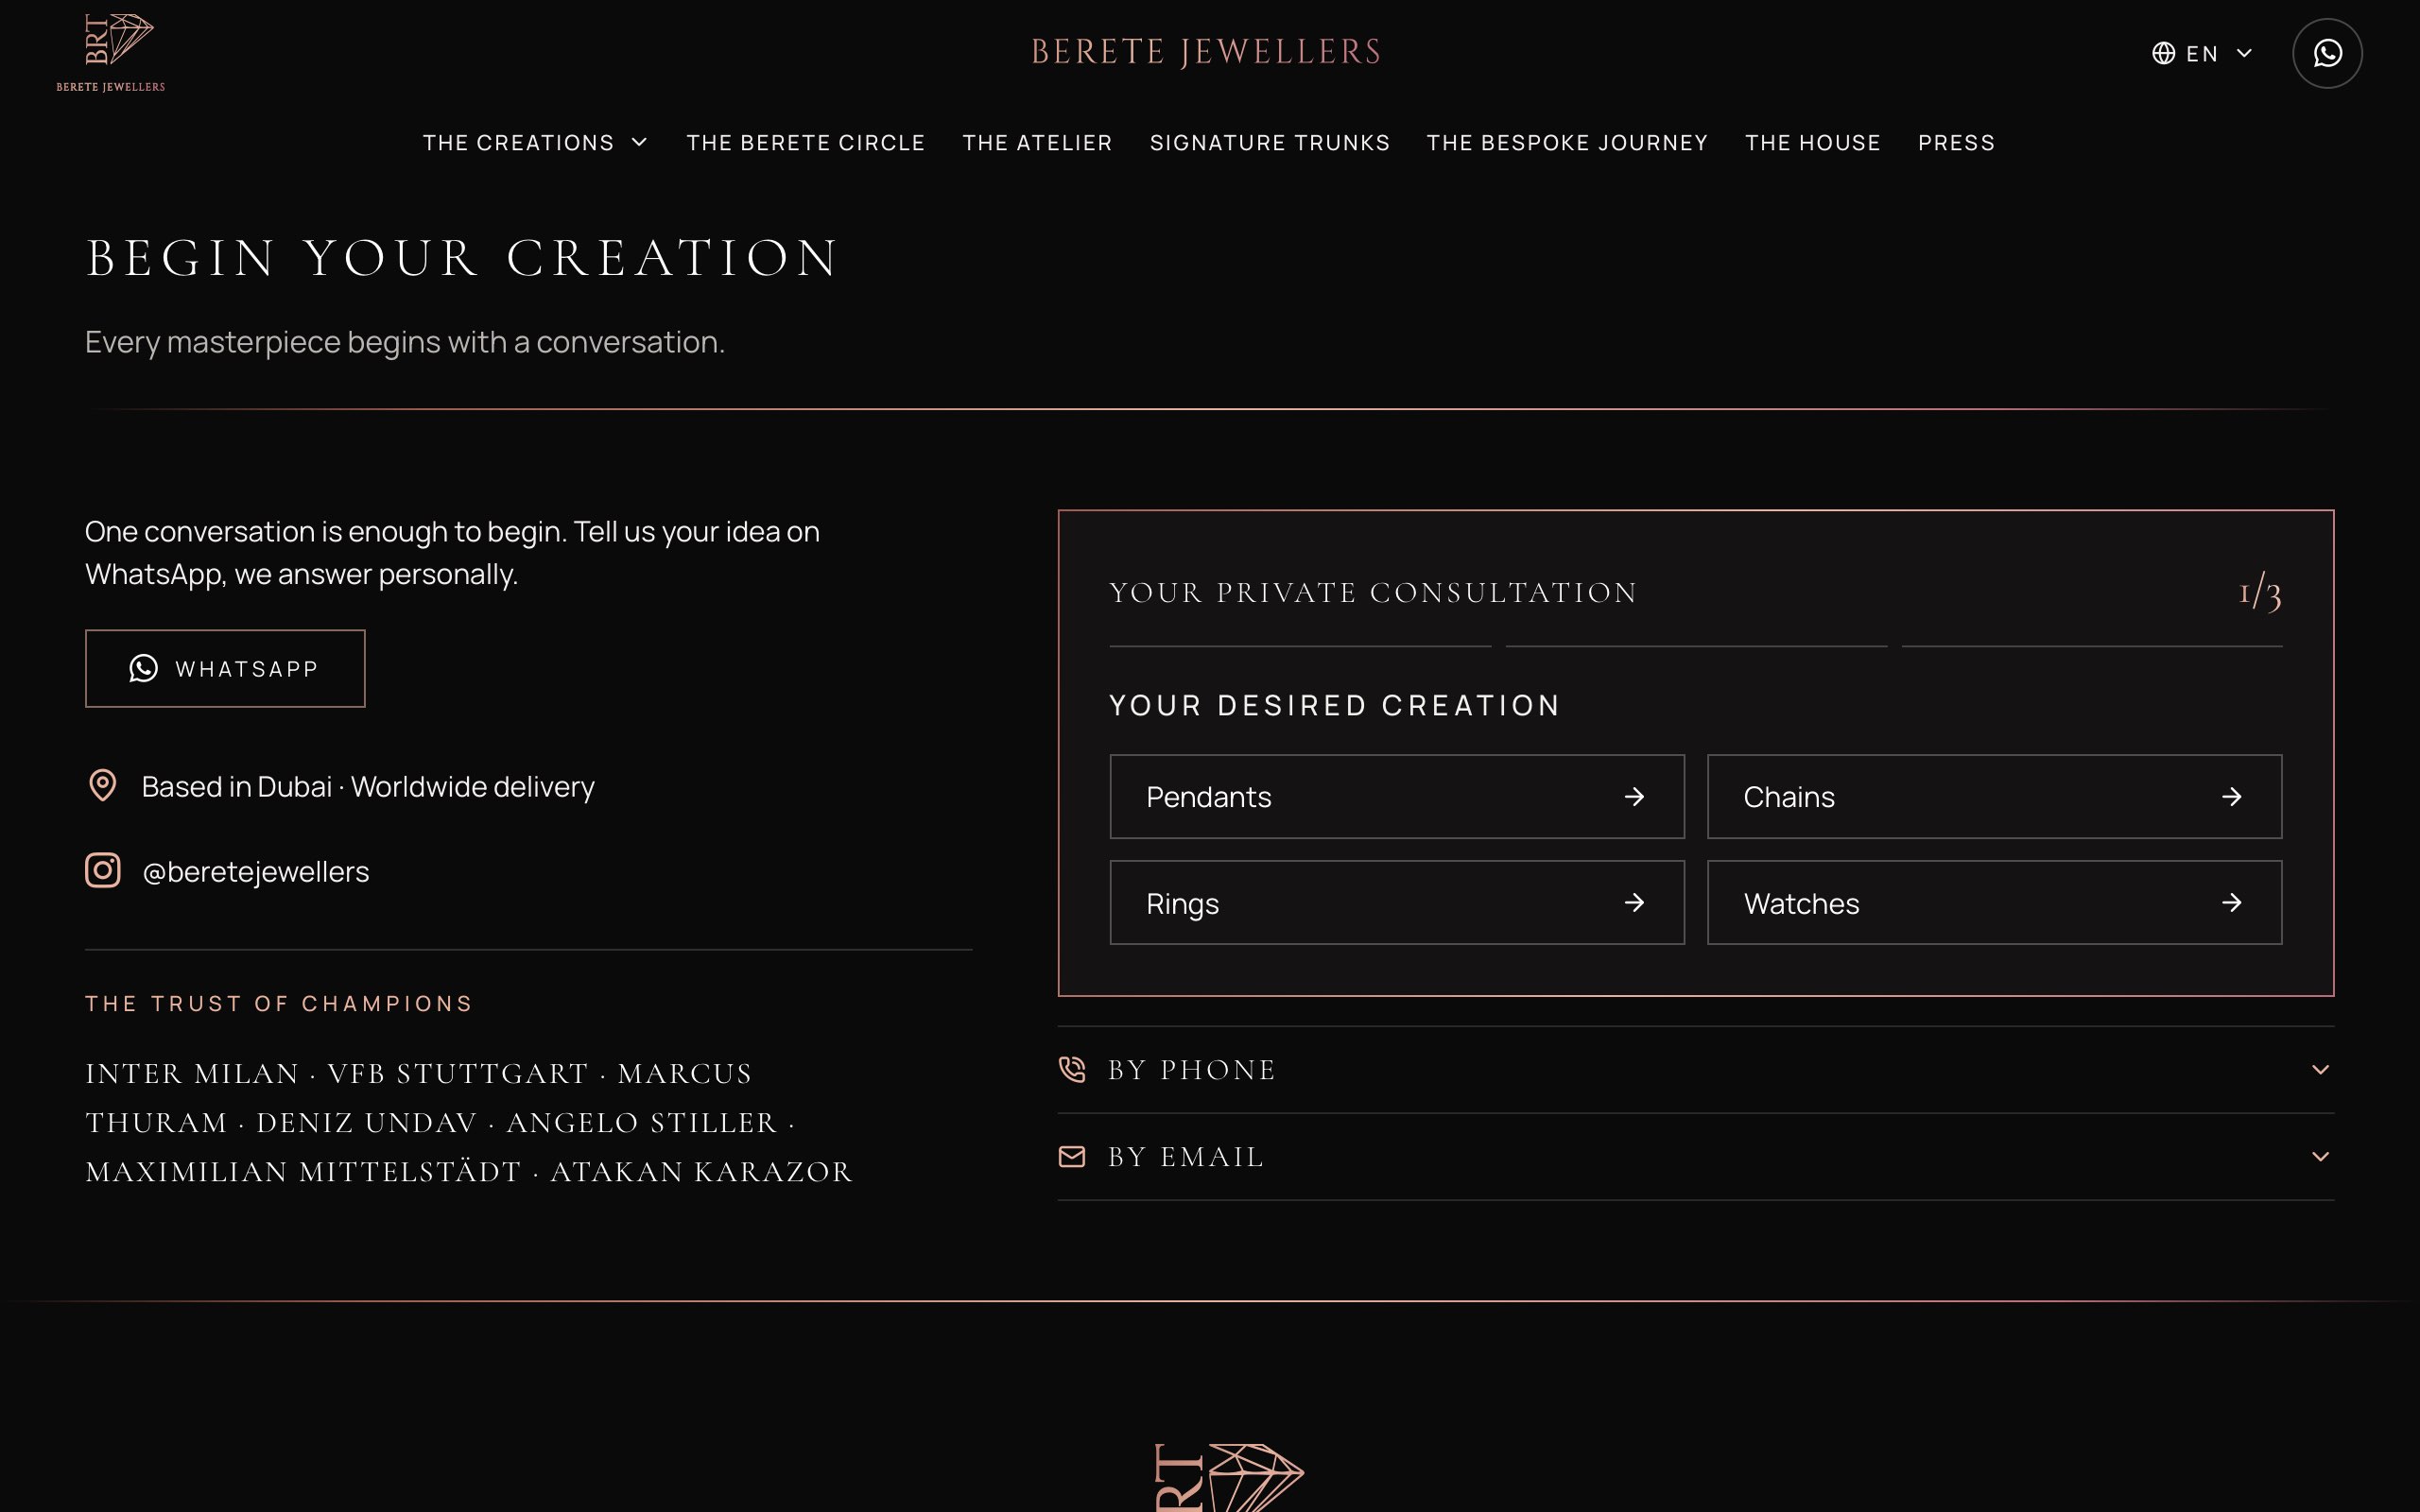 BRT
BERETE JEWELLERS
BERETE JEWELLERS
EN
THE CREATIONS
THE BERETE CIRCLE
THE ATELIER
SIGNATURE TRUNKS
THE BESPOKE JOURNEY
THE HOUSE
PRESS
BEGIN YOUR CREATION
Every masterpiece begins with a conversation.
One conversation is enough to begin. Tell us your idea on
WhatsApp, we answer personally.
WHATSAPP
Based in Dubai · Worldwide delivery
@beretejewellers
THE TRUST OF CHAMPIONS
INTER MILAN · VFB STUTTGART · MARCUS
THURAM · DENIZ UNDAV · ANGELO STILLER ·
MAXIMILIAN MITTELSTÄDT · ATAKAN KARAZOR
YOUR PRIVATE CONSULTATION
1/3
YOUR DESIRED CREATION
Pendants
Chains
Rings
Watches
BY PHONE
BY EMAIL
RT